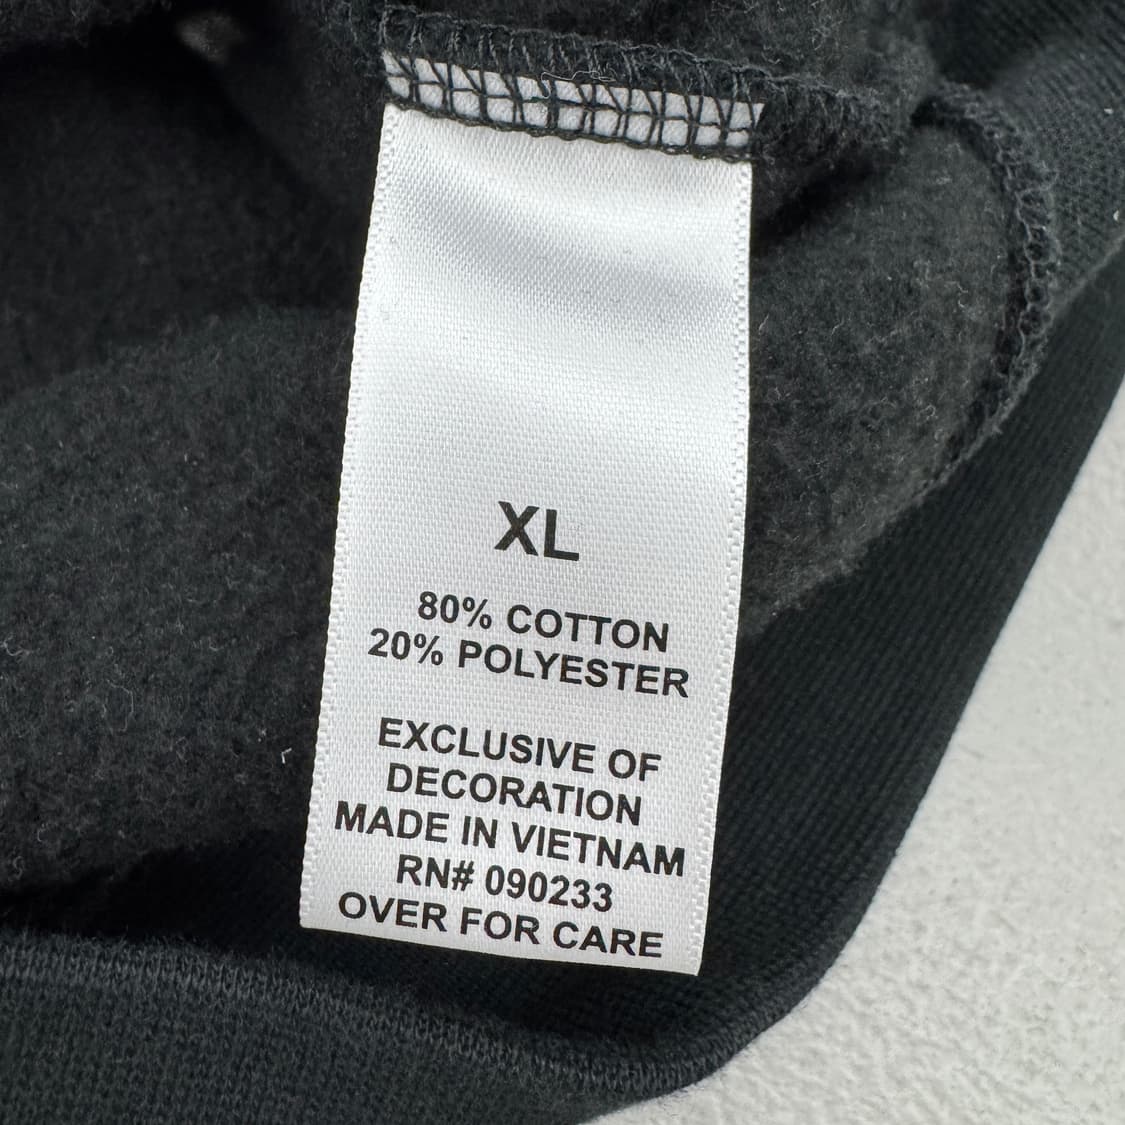 XL
80% COTTON
20% POLYESTER
EXCLUSIVE OF
DECORATION
MADE IN VIETNAM
RN# 090233
OVER FOR CARE